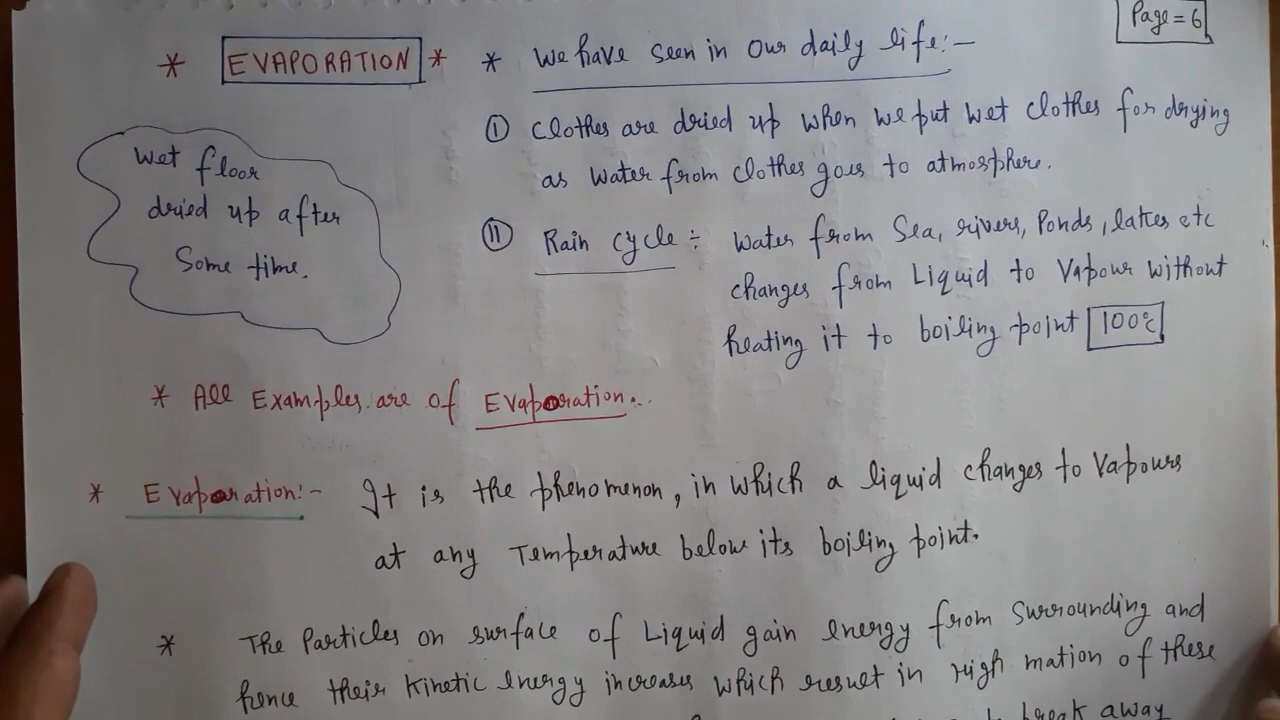 Page = 6
* EVAPORATION *
* We have seen in our daily life:-
Wet floor
dried up after
Some time.
① Clothes are dried up when we put wet clothes for drying
as water from clothes goes to atmosphere.
② Rain cycle ÷ Water from Sea, rivers, Ponds, lakes etc
changes from Liquid to Vapour without
heating it to boiling point 100°C
* All Examples are of Evaporation..
* Evaporation:- It is the phenomenon, in which a liquid changes to Vapours
at any Temperature below its boiling point.
* The Particles on surface of Liquid gain energy from Surrounding and
hence their Kinetic energy increases which result in High mation of these
break away